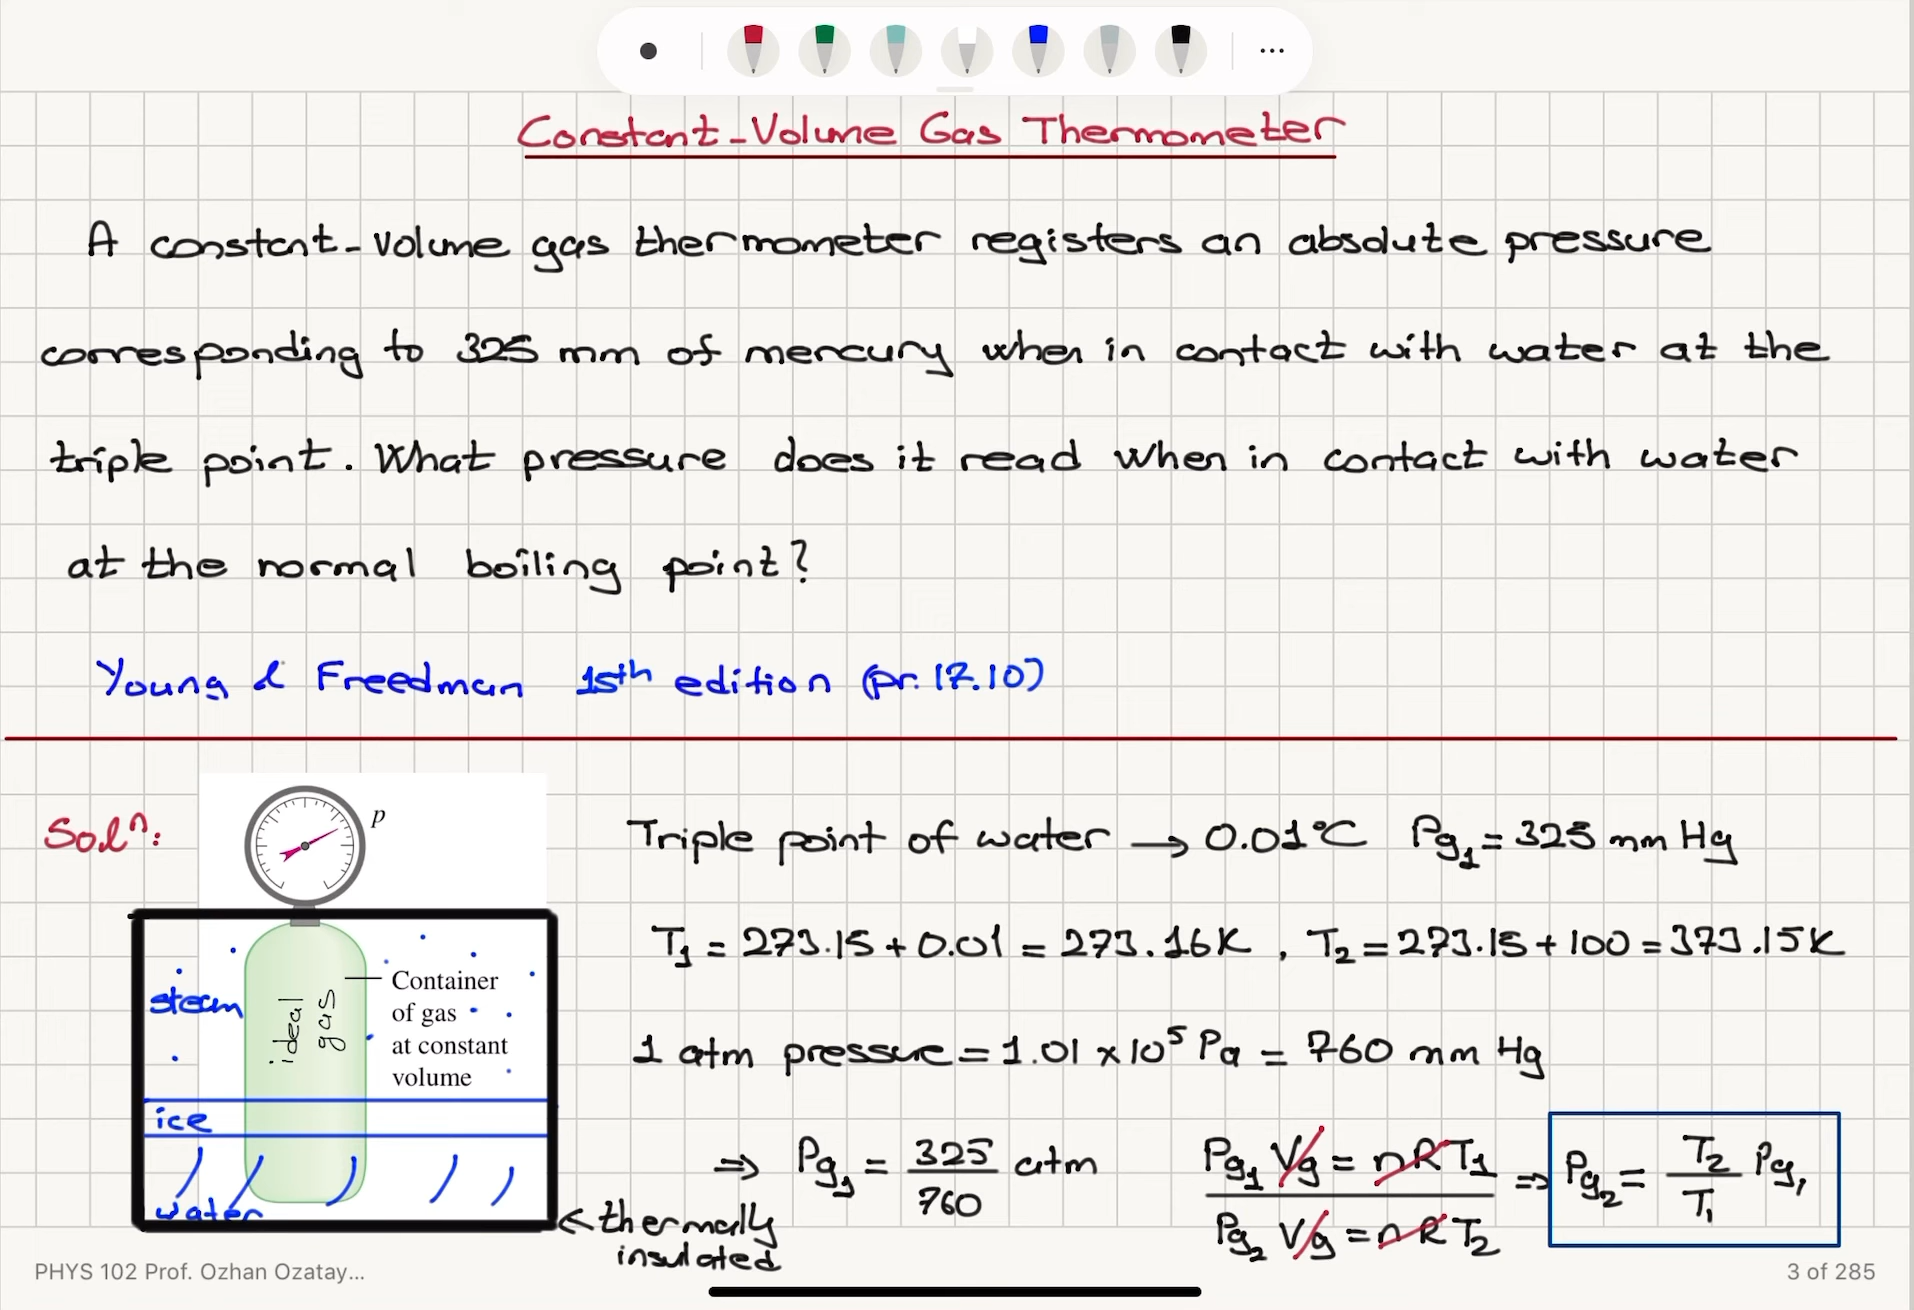 Constant-Volume Gas Thermometer
A constant-volume gas thermometer registers an absolute pressure
corresponding to 325 mm of mercury when in contact with water at the
triple point. What pressure does it read when in contact with water
at the normal boiling point?
Young & Freedman 15th edition (pr. 17.10)
Solⁿ:
p
Triple point of water → 0.01°C Pg₁ = 325 mm Hg
T₁ = 273.15 + 0.01 = 273.16K , T₂ = 273.15 + 100 = 373.15K
steam
ideal gas
Container
of gas
at constant
volume
1 atm pressure = 1.01 × 10⁵ Pa = 760 mm Hg
ice
water
← thermally
insulated
⇒ Pg₁ = 325/760 atm
Pg₁ Vg = nRT₁
Pg₂ Vg = nRT₂
⇒ Pg₂ = T₂/T₁ Pg₁
PHYS 102 Prof. Ozhan Ozatay...
3 of 285